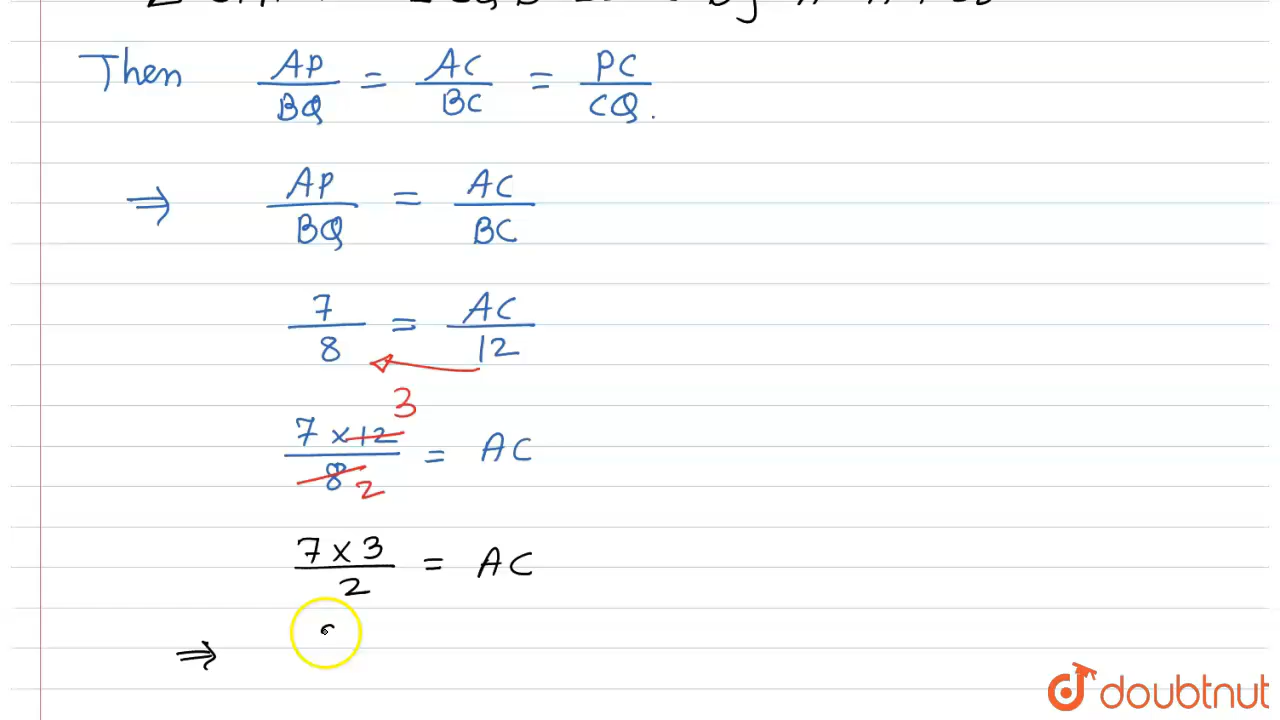 Then AP/BQ = AC/BC = PC/CQ.
⇒ AP/BQ = AC/BC
7/8 = AC/12
3
7 × 12/8 = AC
2
7 × 3/2 = AC
⇒
doubtnut